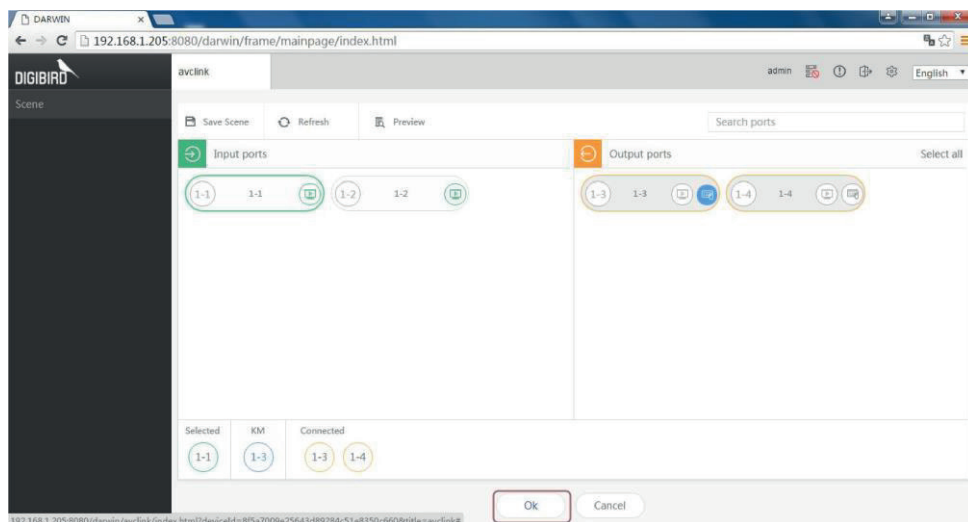 DARWIN
192.168.1.205:8080/darwin/frame/mainpage/index.html
DIGIBIRD
avclink
admin
English
Scene
Save Scene
Refresh
Preview
Search ports
Input ports
Output ports
Select all
1-1 1-1
1-2 1-2
1-3 1-3
1-4 1-4
Selected KM Connected
1-1 1-3 1-3 1-4
Ok
Cancel